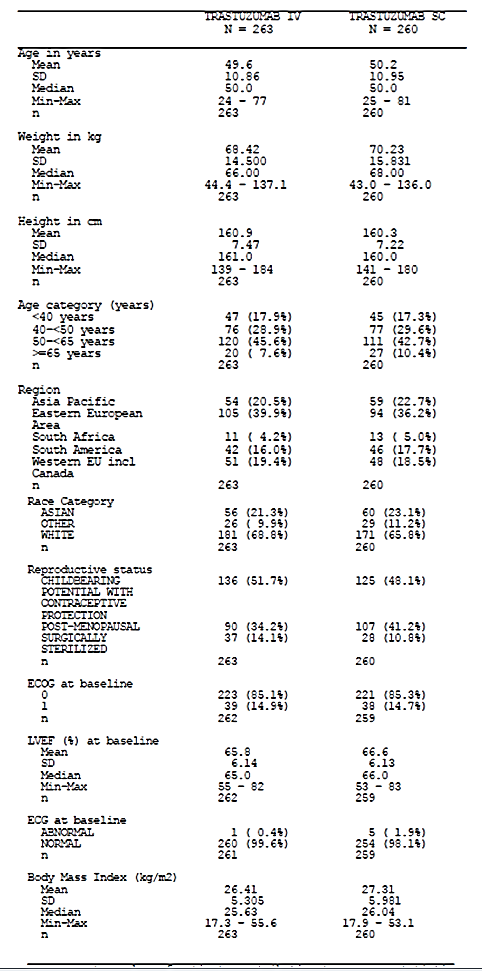 TRASTUZUMAB IV TRASTUZUMAB SC
N = 263 N = 260
Age in years
Mean 49.6 50.2
SD 10.86 10.95
Median 50.0 50.0
Min-Max 24 - 77 25 - 81
n 263 260
Weight in kg
Mean 68.42 70.23
SD 14.500 15.831
Median 66.00 68.00
Min-Max 44.4 - 137.1 43.0 - 136.0
n 263 260
Height in cm
Mean 160.9 160.3
SD 7.47 7.22
Median 161.0 160.0
Min-Max 139 - 184 141 - 180
n 263 260
Age category (years)
<40 years 47 (17.9%) 45 (17.3%)
40-<50 years 76 (28.9%) 77 (29.6%)
50-<65 years 120 (45.6%) 111 (42.7%)
>=65 years 20 ( 7.6%) 27 (10.4%)
n 263 260
Region
Asia Pacific 54 (20.5%) 59 (22.7%)
Eastern European 105 (39.9%) 94 (36.2%)
Area
South Africa 11 ( 4.2%) 13 ( 5.0%)
South America 42 (16.0%) 46 (17.7%)
Western EU incl 51 (19.4%) 48 (18.5%)
Canada
n 263 260
Race Category
ASIAN 56 (21.3%) 60 (23.1%)
OTHER 26 ( 9.9%) 29 (11.2%)
WHITE 181 (68.8%) 171 (65.8%)
n 263 260
Reproductive status
CHILDBEARING 136 (51.7%) 125 (48.1%)
POTENTIAL WITH
CONTRACEPTIVE
PROTECTION
POST-MENOPAUSAL 90 (34.2%) 107 (41.2%)
SURGICALLY 37 (14.1%) 28 (10.8%)
STERILIZED
n 263 260
ECOG at baseline
0 223 (85.1%) 221 (85.3%)
1 39 (14.9%) 38 (14.7%)
n 262 259
LVEF (%) at baseline
Mean 65.8 66.6
SD 6.14 6.13
Median 65.0 66.0
Min-Max 55 - 82 53 - 83
n 262 259
ECG at baseline
ABNORMAL 1 ( 0.4%) 5 ( 1.9%)
NORMAL 260 (99.6%) 254 (98.1%)
n 261 259
Body Mass Index (kg/m2)
Mean 26.41 27.31
SD 5.305 5.981
Median 25.63 26.04
Min-Max 17.3 - 55.6 17.9 - 53.1
n 263 260